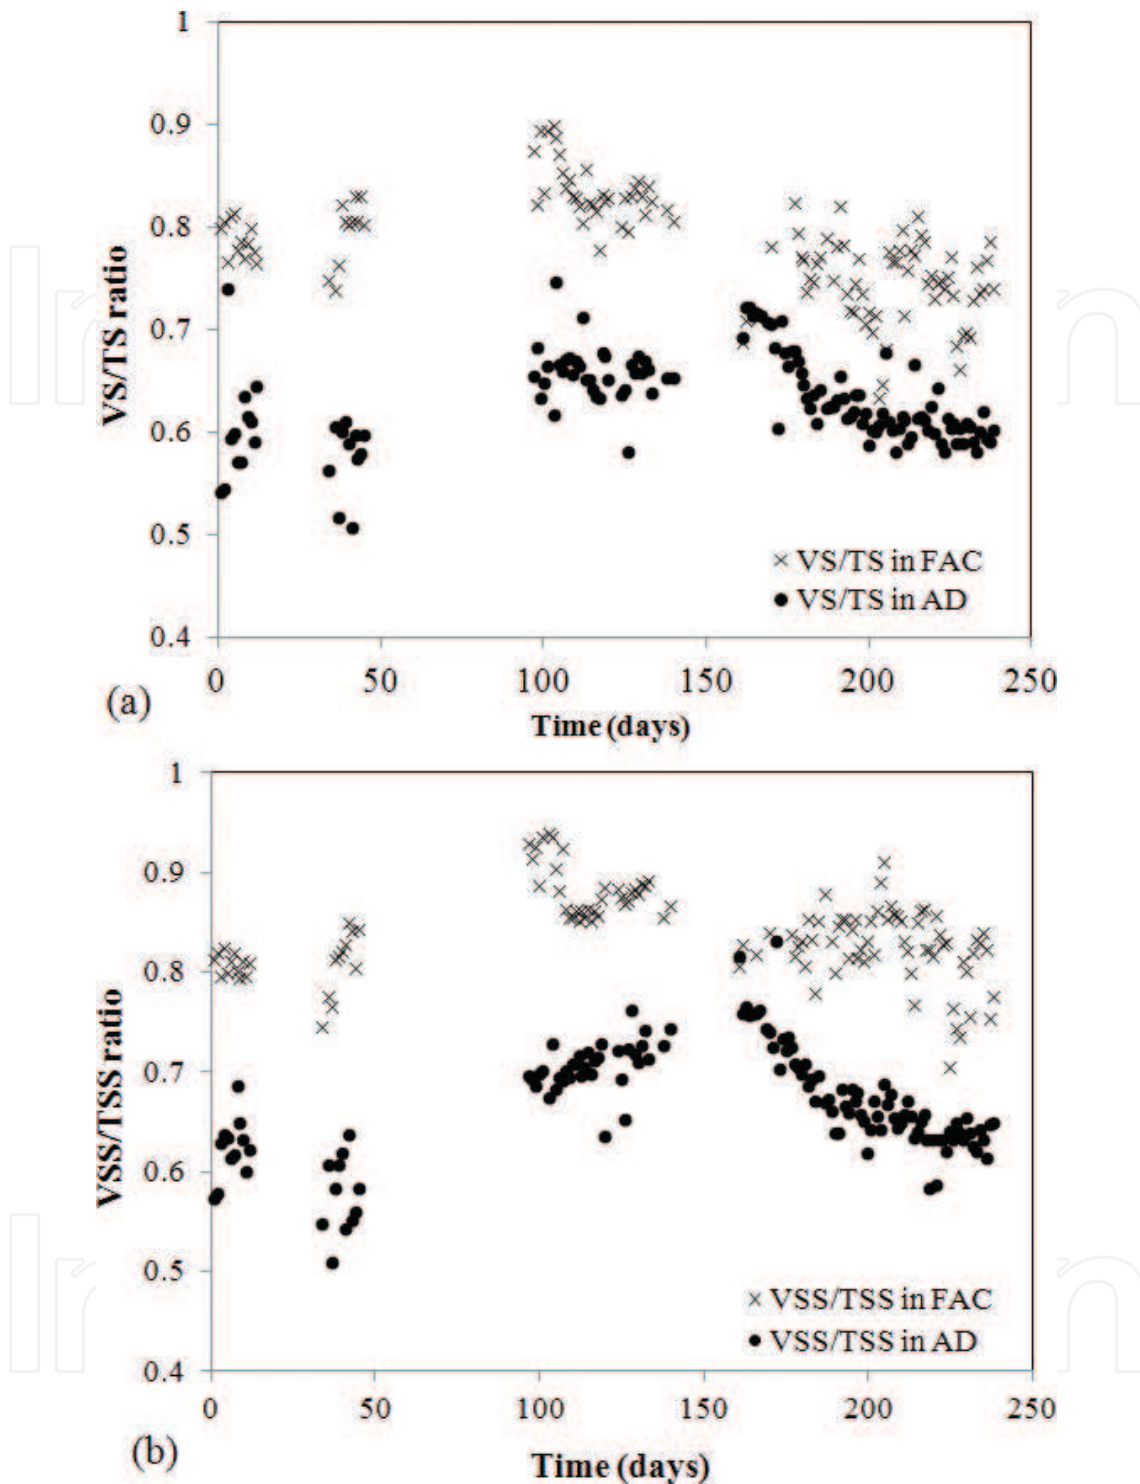 1
0.9
0.8
0.7
0.6
0.5
0.4
VS/TS ratio
× VS/TS in FAC
● VS/TS in AD
0 50 100 150 200 250
(a)
Time (days)
1
0.9
0.8
0.7
0.6
0.5
0.4
VSS/TSS ratio
× VSS/TSS in FAC
● VSS/TSS in AD
0 50 100 150 200 250
(b)
Time (days)